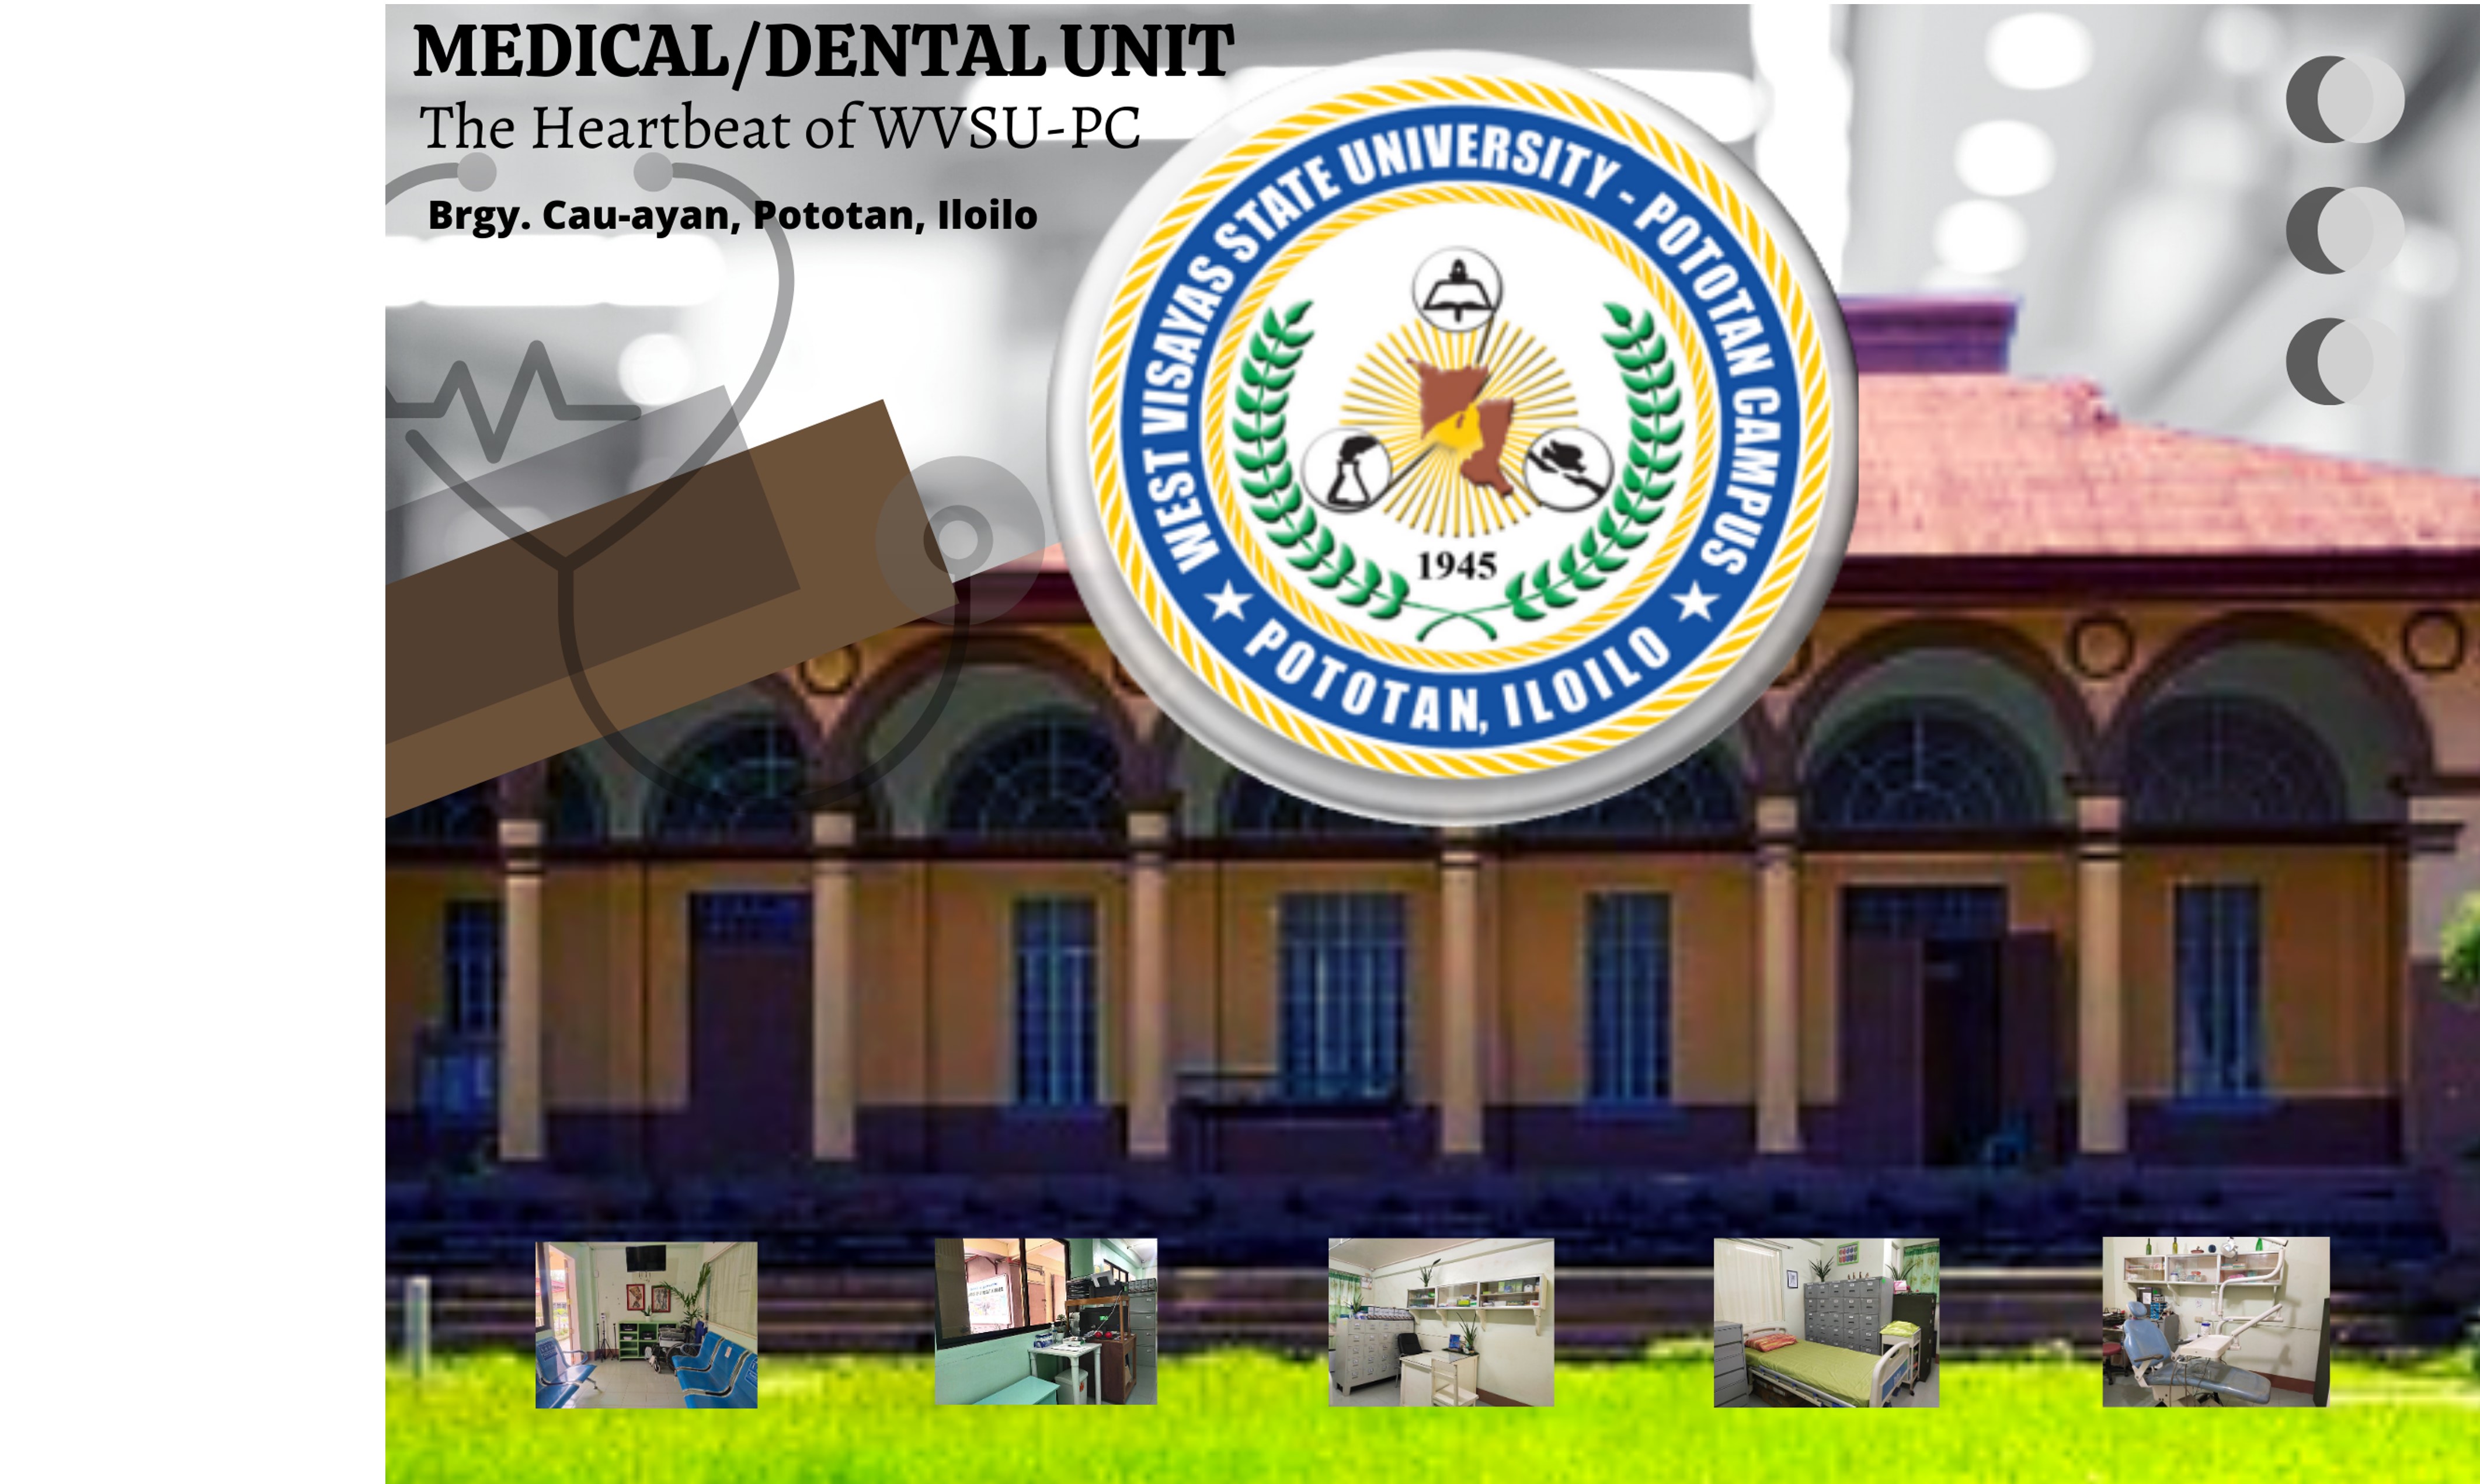 MEDICAL/DENTAL UNIT
The Heartbeat of WVSU-PC
Brgy. Cau-ayan, Pototan, Iloilo
WEST VISAYAS STATE UNIVERSITY - POTOTAN CAMPUS
1945
★ POTOTAN, ILOILO ★